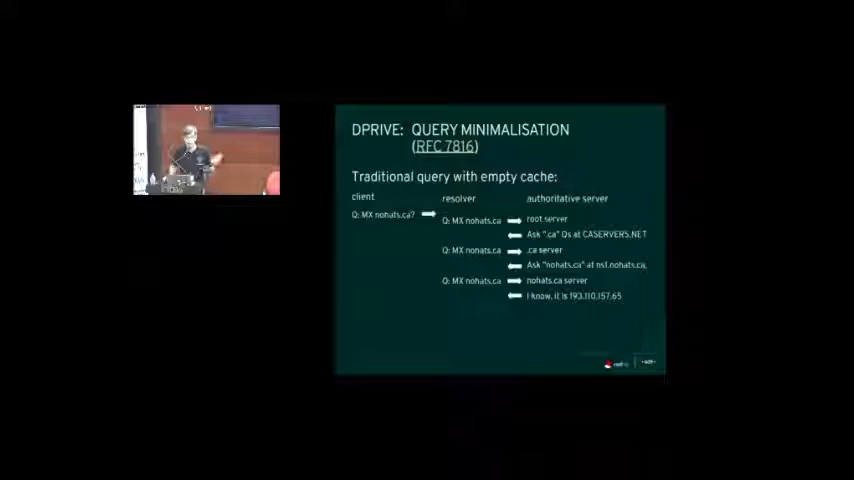 DPRIVE: QUERY MINIMALISATION
(RFC 7816)
Traditional query with empty cache:
client resolver authoritative server
Q: MX nohats.ca? Q: MX nohats.ca root server
Ask ".ca" Qs at CASERVERS.NET
Q: MX nohats.ca .ca server
Ask "nohats.ca" at ns1.nohats.ca.
Q: MX nohats.ca nohats.ca server
I know, it is 193.110.157.65